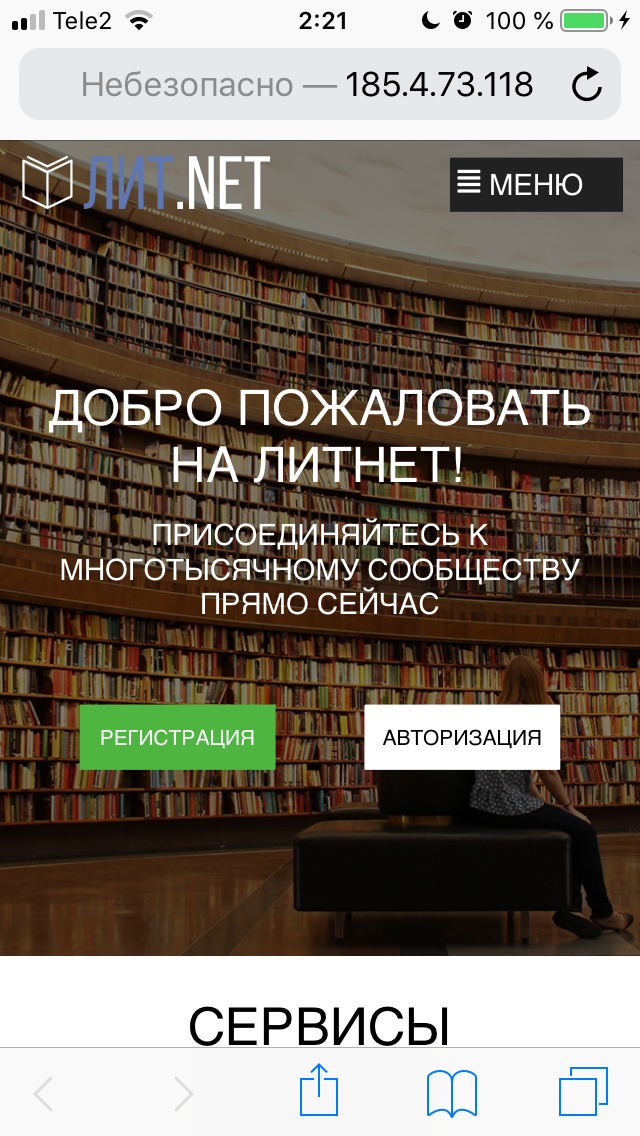 Tele2 2:21 100 %
Небезопасно — 185.4.73.118
ЛИТ.NET МЕНЮ
ДОБРО ПОЖАЛОВАТЬ
НА ЛИТНЕТ!
ПРИСОЕДИНЯЙТЕСЬ К
МНОГОТЫСЯЧНОМУ СООБЩЕСТВУ
ПРЯМО СЕЙЧАС
РЕГИСТРАЦИЯ АВТОРИЗАЦИЯ
СЕРВИСЫ